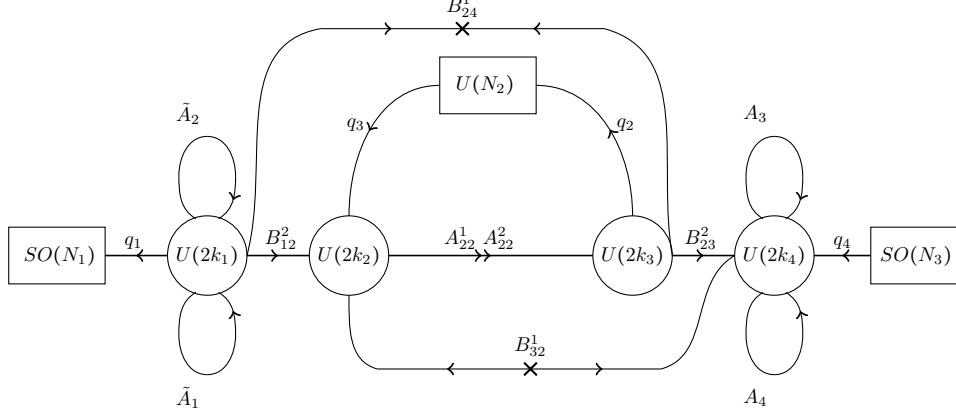 B^1_{24}
U(N_2)
Ã_2
A_3
q_3
q_2
SO(N_1)
q_1
U(2k_1)
B^2_{12}
U(2k_2)
A^1_{22} A^2_{22}
U(2k_3)
B^2_{23}
U(2k_4)
q_4
SO(N_3)
B^1_{32}
Ã_1
A_4